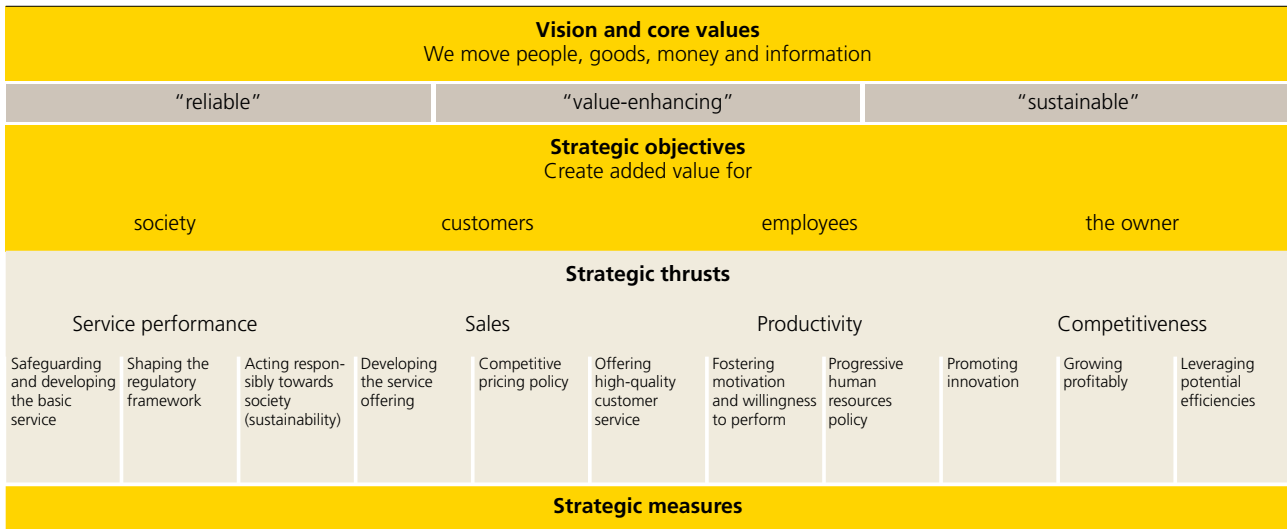 Vision and core values
We move people, goods, money and information
“reliable”
“value-enhancing”
“sustainable”
Strategic objectives
Create added value for
society
customers
employees
the owner
Strategic thrusts
Service performance
Sales
Productivity
Competitiveness
Safeguarding
and developing
the basic
service
Shaping the
regulatory
framework
Acting respon-
sibly towards
society
(sustainability)
Developing
the service
offering
Competitive
pricing policy
Offering
high-quality
customer
service
Fostering
motivation
and willingness
to perform
Progressive
human
resources
policy
Promoting
innovation
Growing
profitably
Leveraging
potential
efficiencies
Strategic measures